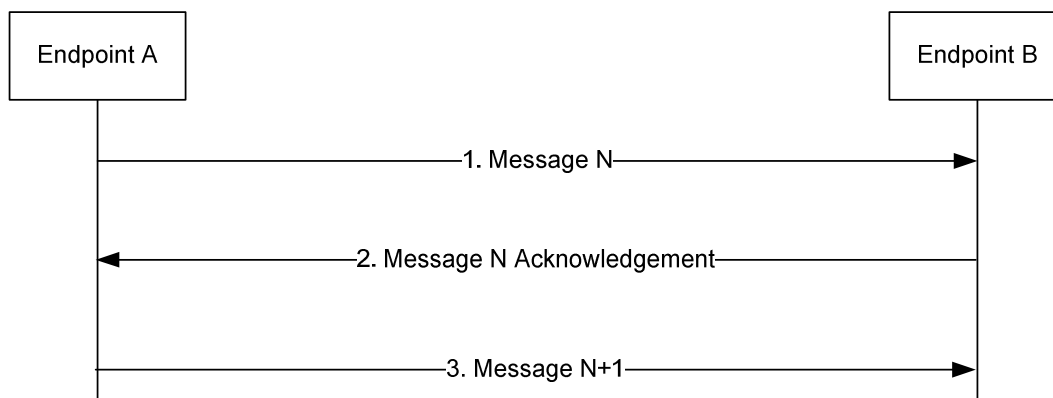 Endpoint A
Endpoint B
1. Message N
2. Message N Acknowledgement
3. Message N+1